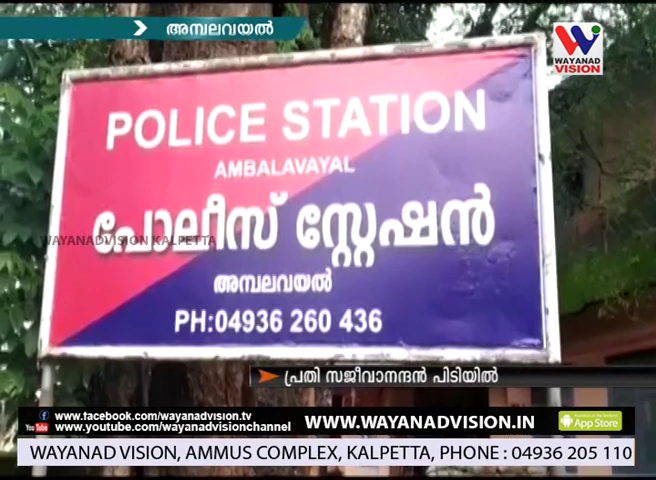 അമ്പലവയൽ
WAYANAD
VISION
POLICE STATION
AMBALAVAYAL
പോലീസ് സ്റ്റേഷൻ
WAYANADVISION KALPETTA
അമ്പലവയൽ
PH:04936 260 436
പ്രതി സജീവാനന്ദൻ പിടിയിൽ
www.facebook.com/wayanadvision.tv
You Tube www.youtube.com/wayanadvisionchannel
WWW.WAYANADVISION.IN
App Store
WAYANAD VISION, AMMUS COMPLEX, KALPETTA, PHONE : 04936 205 110